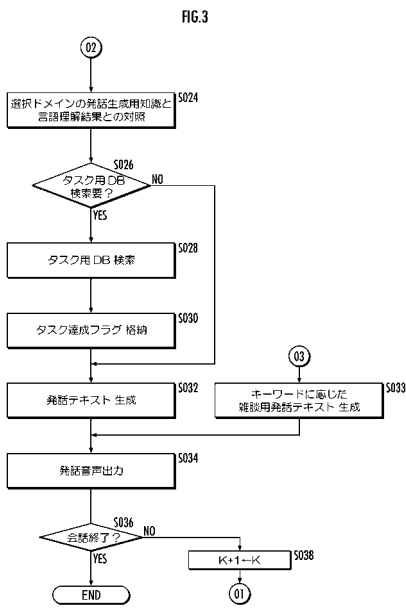 FIG.3
02
選択ドメインの発話生成用知識と
言語理解結果との対照
S024
S026
タスク用DB
検索要？
NO
YES
タスク用DB 検索
S028
タスク達成フラグ 格納
S030
03
発話テキスト 生成
S032
キーワードに応じた
雑談用発話テキスト 生成
S033
発話音声出力
S034
S036
会話終了？
NO
YES
K+1←K
S038
END
01